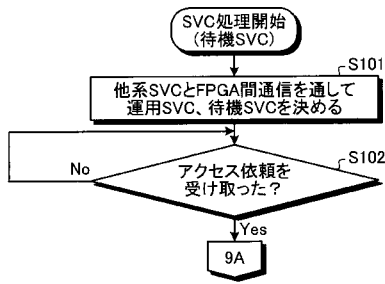 SVC処理開始
(待機SVC)
S101
他系SVCとFPGA間通信を通して
運用SVC、待機SVCを決める
S102
アクセス依頼を
受け取った?
No
Yes
9A